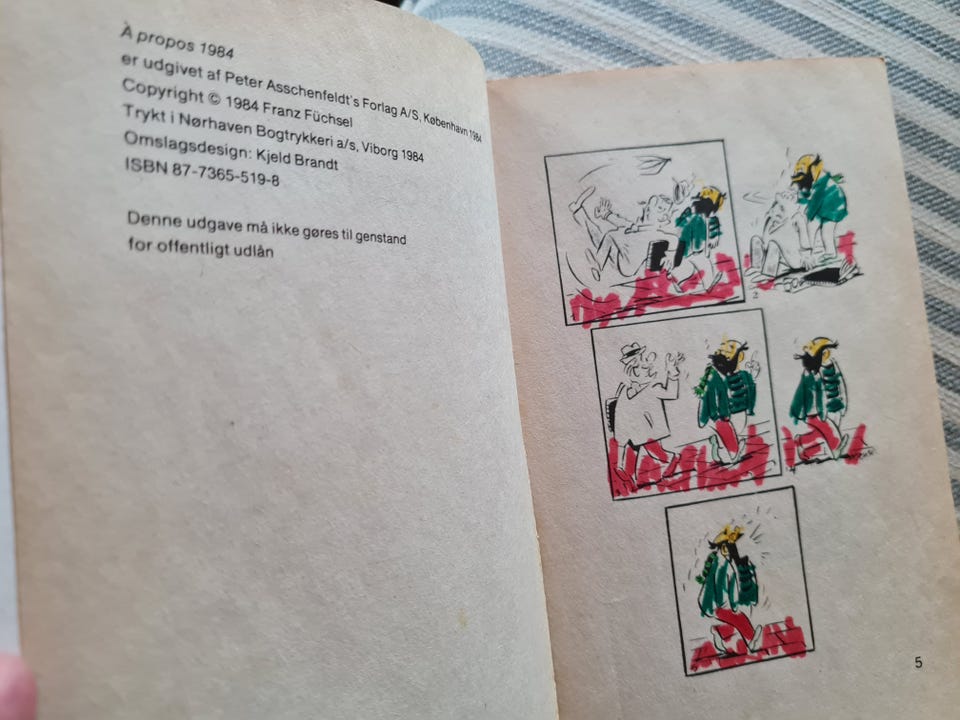 À propos 1984
er udgivet af Peter Asschenfeldt's Forlag A/S, København 1984
Copyright © 1984 Franz Füchsel
Trykt i Nørhaven Bogtrykkeri a/s, Viborg 1984
Omslagsdesign: Kjeld Brandt
ISBN 87-7365-519-8
Denne udgave må ikke gøres til genstand
for offentligt udlån
2
5